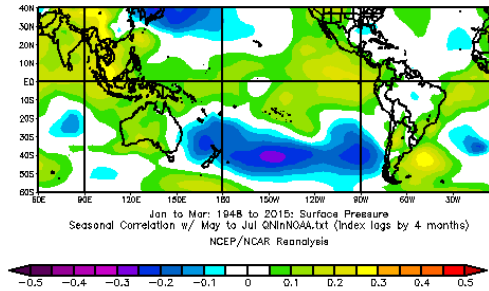 40N
30N
20N
10N
EQ
10S
20S
30S
40S
50S
60S
60E 90E 120E 150E 180 150W 120W 90W 60W 30W
Jan to Mar: 1948 to 2015: Surface Pressure
Seasonal Correlation w/ May to Jul QNInNOAA.txt (index lags by 4 months)
NCEP/NCAR Reanalysis
-0.5 -0.4 -0.3 -0.2 -0.1 0 0.1 0.2 0.3 0.4 0.5